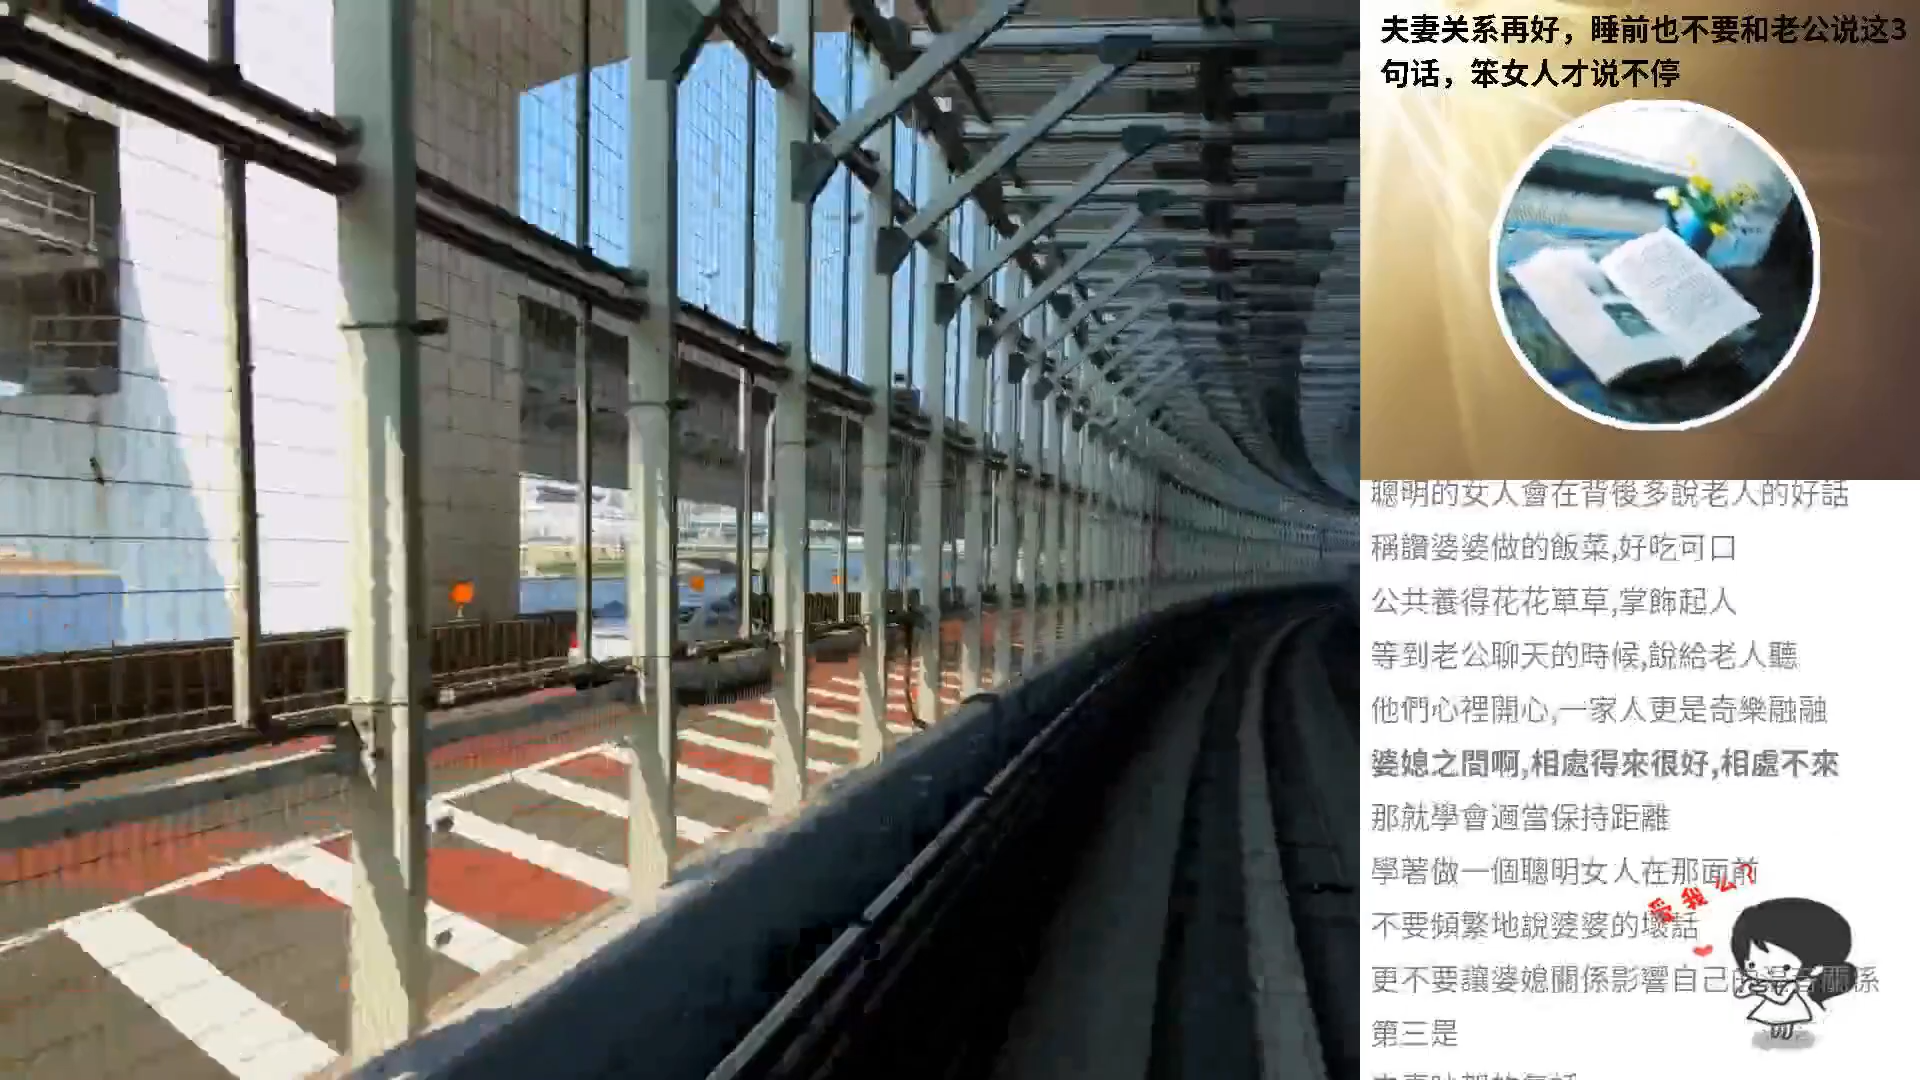 夫妻关系再好，睡前也不要和老公说这3
句话，笨女人才说不停
聰明的女人會在背後多說老人的好話
稱讚婆婆做的飯菜,好吃可口
公共養得花花草草,掌飾起人
等到老公聊天的時候,說給老人聽
他們心裡開心,一家人更是奇樂融融
婆媳之間啊,相處得來很好,相處不來
那就學會適當保持距離
學著做一個聰明女人在那面前
愛我么?
不要頻繁地說婆婆的壞話
更不要讓婆媳關係影響自己的 關係
第三是